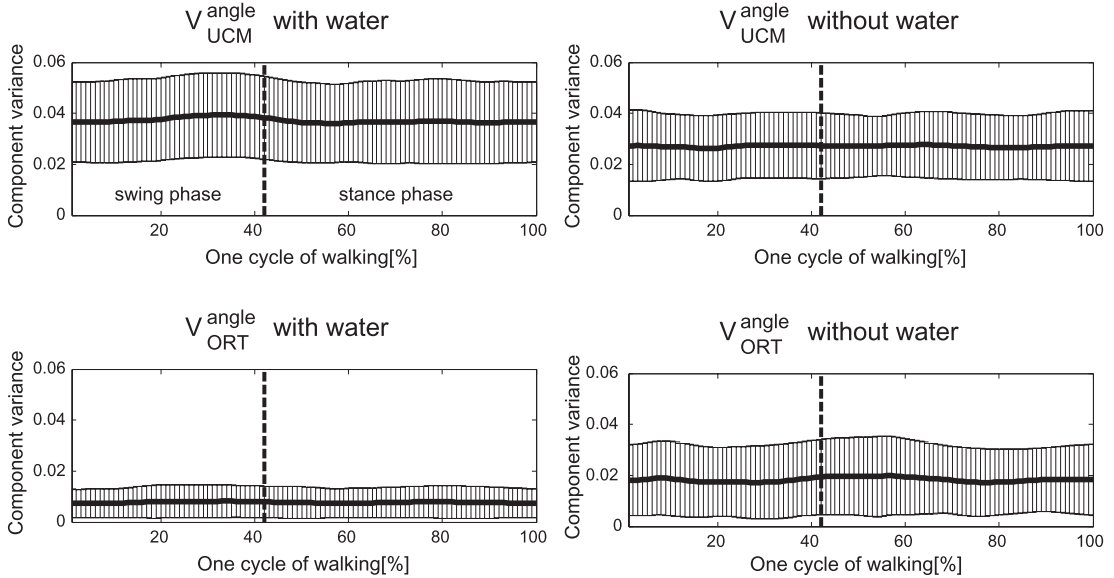 V angle UCM with water
Component variance
0.06
0.04
0.02
0
swing phase
stance phase
20 40 60 80 100
One cycle of walking[%]
V angle UCM without water
Component variance
0.06
0.04
0.02
0
20 40 60 80 100
One cycle of walking[%]
V angle ORT with water
Component variance
0.06
0.04
0.02
0
20 40 60 80 100
One cycle of walking[%]
V angle ORT without water
Component variance
0.06
0.04
0.02
0
20 40 60 80 100
One cycle of walking[%]